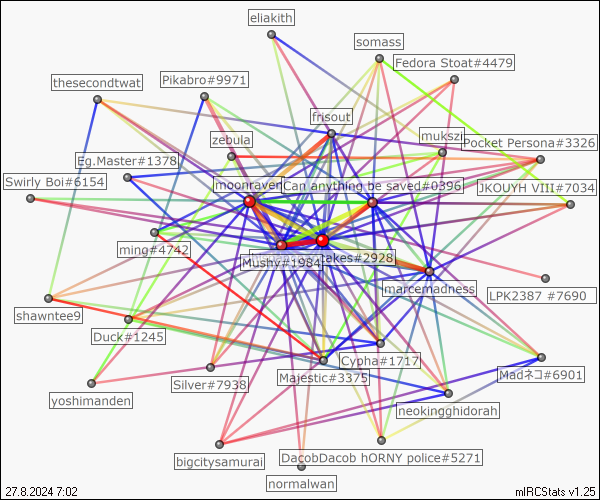 eliakith
somass
Fedora Stoat#4479
thesecondtwat
Pikabro#9971
frisout
mukszi
Pocket Persona#3326
zebula
Eg.Master#1378
Swirly Boi#6154
moonraven
Can anything be saved#0396
JKOUYH VIII#7034
ming#4742
Mushy#1984
takes#2928
marcemadness
LPK2387 #7690
shawntee9
Duck#1245
Cypha#1717
Majestic#3375
Madネコ#6901
Silver#7938
yoshimanden
neokingghidorah
bigcitysamurai
DacobDacob hORNY police#5271
normalwan
27.8.2024 7:02
mIRCStats v1.25